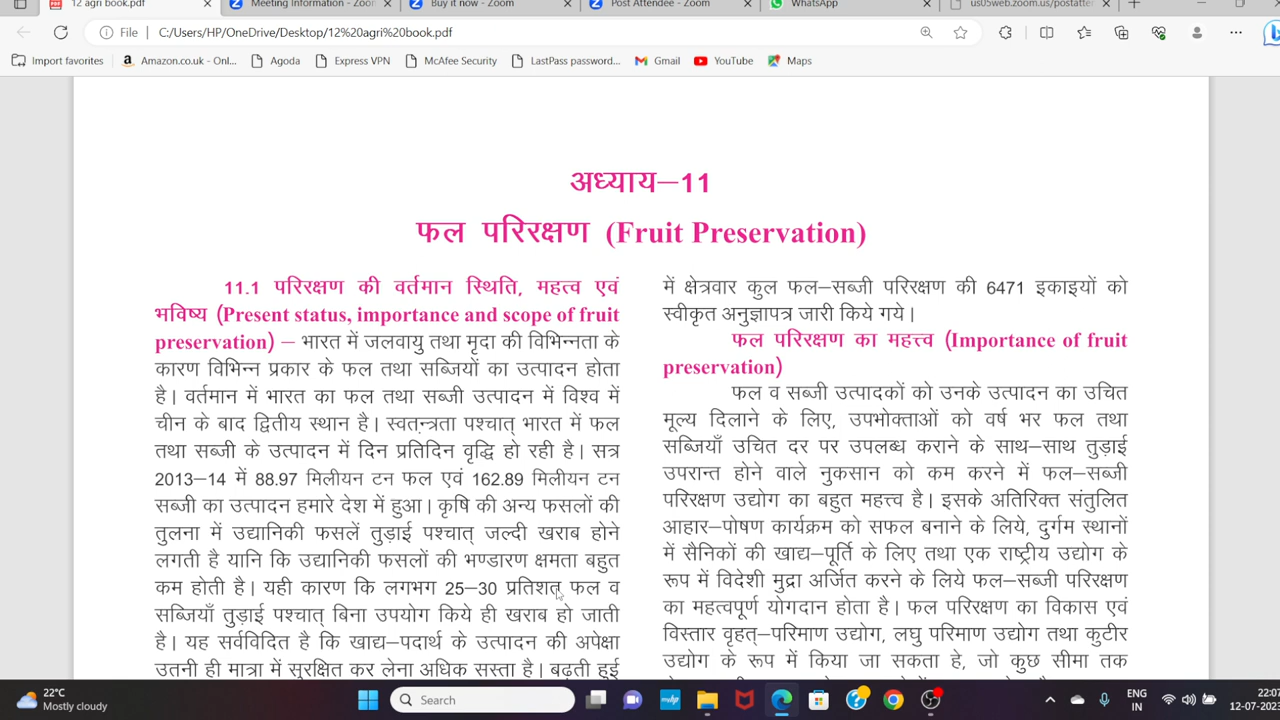 12 agri book.pdf
Meeting Information - Zoom
Buy it now - Zoom
Post Attendee - Zoom
WhatsApp
us05web.zoom.us/postatten
File
C:/Users/HP/OneDrive/Desktop/12%20agri%20book.pdf
Import favorites
Amazon.co.uk - Onl...
Agoda
Express VPN
McAfee Security
LastPass password...
Gmail
YouTube
Maps
अध्याय–11
फल परिरक्षण (Fruit Preservation)
11.1 परिरक्षण की वर्तमान स्थिति, महत्व एवं
भविष्य (Present status, importance and scope of fruit
preservation) – भारत में जलवायु तथा मृदा की विभिन्नता के
कारण विभिन्न प्रकार के फल तथा सब्जियों का उत्पादन होता
है। वर्तमान में भारत का फल तथा सब्जी उत्पादन में विश्व में
चीन के बाद द्वितीय स्थान है। स्वतन्त्रता पश्चात् भारत में फल
तथा सब्जी के उत्पादन में दिन प्रतिदिन वृद्धि हो रही है। सत्र
2013–14 में 88.97 मिलीयन टन फल एवं 162.89 मिलीयन टन
सब्जी का उत्पादन हमारे देश में हुआ। कृषि की अन्य फसलों की
तुलना में उद्यानिकी फसलें तुड़ाई पश्चात् जल्दी खराब होने
लगती है यानि कि उद्यानिकी फसलों की भण्डारण क्षमता बहुत
कम होती है। यही कारण कि लगभग 25–30 प्रतिशत् फल व
सब्जियाँ तुड़ाई पश्चात् बिना उपयोग किये ही खराब हो जाती
है। यह सर्वविदित है कि खाद्य–पदार्थ के उत्पादन की अपेक्षा
उतनी ही मात्रा में सुरक्षित कर लेना अधिक सस्ता है। बढ़ती हुई
में क्षेत्रवार कुल फल–सब्जी परिरक्षण की 6471 इकाइयों को
स्वीकृत अनुज्ञापत्र जारी किये गये।
फल परिरक्षण का महत्त्व (Importance of fruit
preservation)
फल व सब्जी उत्पादकों को उनके उत्पादन का उचित
मूल्य दिलाने के लिए, उपभोक्ताओं को वर्ष भर फल तथा
सब्जियाँ उचित दर पर उपलब्ध कराने के साथ–साथ तुड़ाई
उपरान्त होने वाले नुकसान को कम करने में फल–सब्जी
परिरक्षण उद्योग का बहुत महत्त्व है। इसके अतिरिक्त संतुलित
आहार–पोषण कार्यक्रम को सफल बनाने के लिये, दुर्गम स्थानों
में सैनिकों की खाद्य–पूर्ति के लिए तथा एक राष्ट्रीय उद्योग के
रूप में विदेशी मुद्रा अर्जित करने के लिये फल–सब्जी परिरक्षण
का महत्वपूर्ण योगदान होता है। फल परिरक्षण का विकास एवं
विस्तार वृहत्–परिमाण उद्योग, लघु परिमाण उद्योग तथा कुटीर
उद्योग के रूप में किया जा सकता हे, जो कुछ सीमा तक
22°C
Mostly cloudy
Search
ENG
IN
22:07
12-07-2023